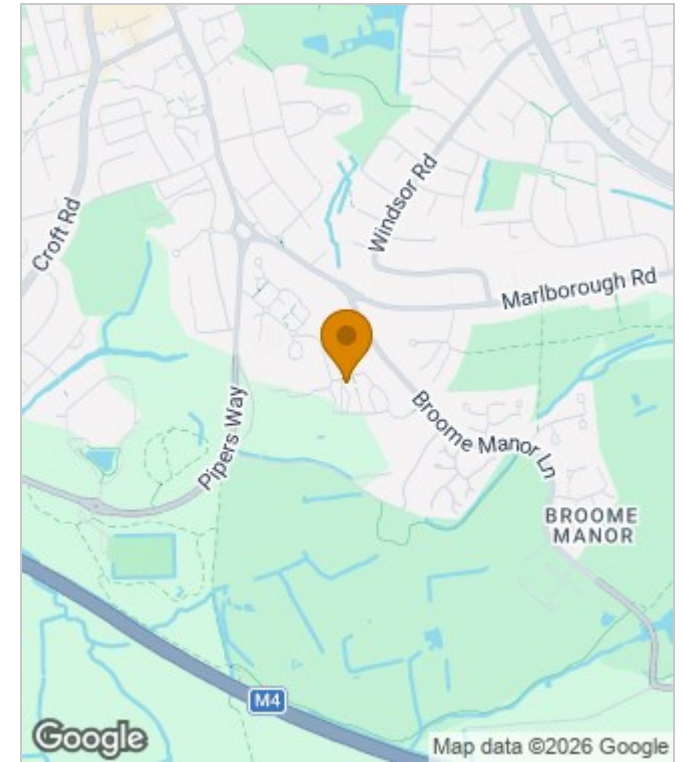 Croft Rd
Windsor Rd
Marlborough Rd
Pipers Way
Broome Manor Ln
BROOME
MANOR
M4
Google
Map data ©2026 Google